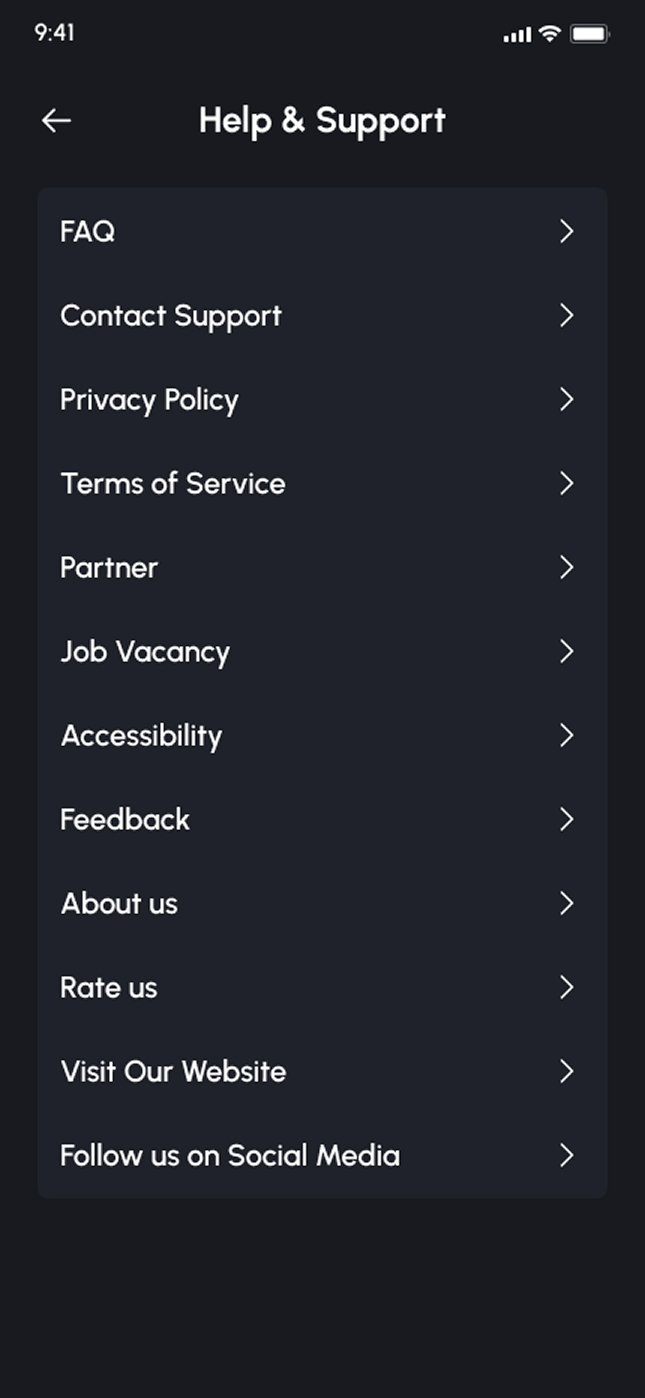 9:41
Help & Support
FAQ
Contact Support
Privacy Policy
Terms of Service
Partner
Job Vacancy
Accessibility
Feedback
About us
Rate us
Visit Our Website
Follow us on Social Media